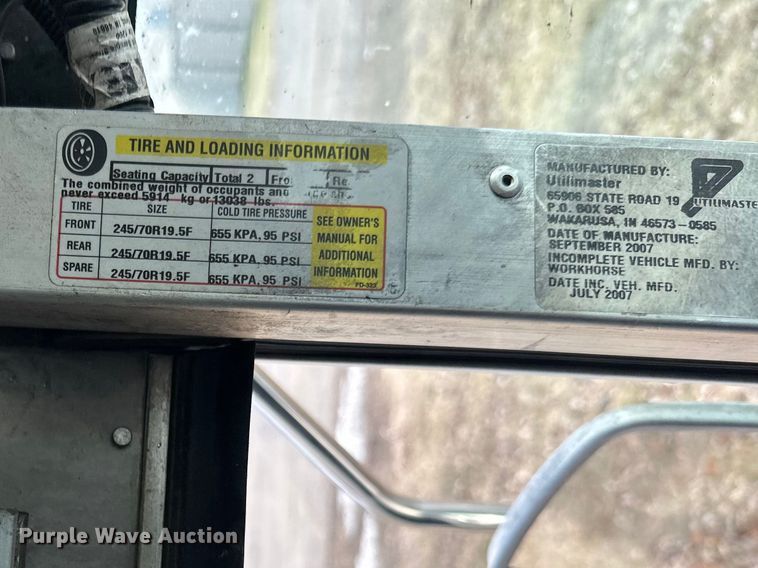 TIRE AND LOADING INFORMATION
Seating Capacity Total 2
The combined weight of occupants and
never exceed 5914 kg or 13038 lbs.
TIRE SIZE COLD TIRE PRESSURE
FRONT 245/70R19.5F 655 KPA, 95 PSI
REAR 245/70R19.5F 655 KPA, 95 PSI
SPARE 245/70R19.5F 655 KPA, 95 PSI
SEE OWNER'S
MANUAL FOR
ADDITIONAL
INFORMATION
MANUFACTURED BY:
Utilimaster
65906 STATE ROAD 19
P.O. BOX 585
WAKARUSA, IN 46573-0585
DATE OF MANUFACTURE:
SEPTEMBER 2007
INCOMPLETE VEHICLE MFD. BY:
WORKHORSE
DATE INC. VEH. MFD.
JULY 2007
UTILIMASTE
Purple Wave Auction